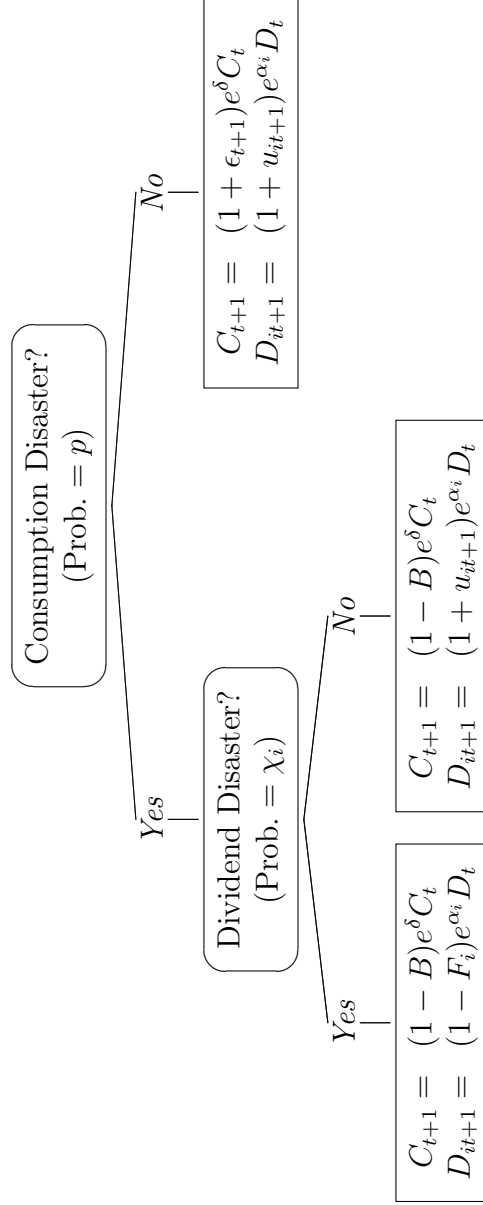 Consumption Disaster?
(Prob. = p)
Yes
No
Dividend Disaster?
(Prob. = χᵢ)
C_{t+1} = (1 + ϵ_{t+1})e^{δ}C_t
D_{it+1} = (1 + u_{it+1})e^{α_i}D_t
Yes
No
C_{t+1} = (1 − B)e^{δ}C_t
D_{it+1} = (1 − F_i)e^{α_i}D_t
C_{t+1} = (1 − B)e^{δ}C_t
D_{it+1} = (1 + u_{it+1})e^{α_i}D_t